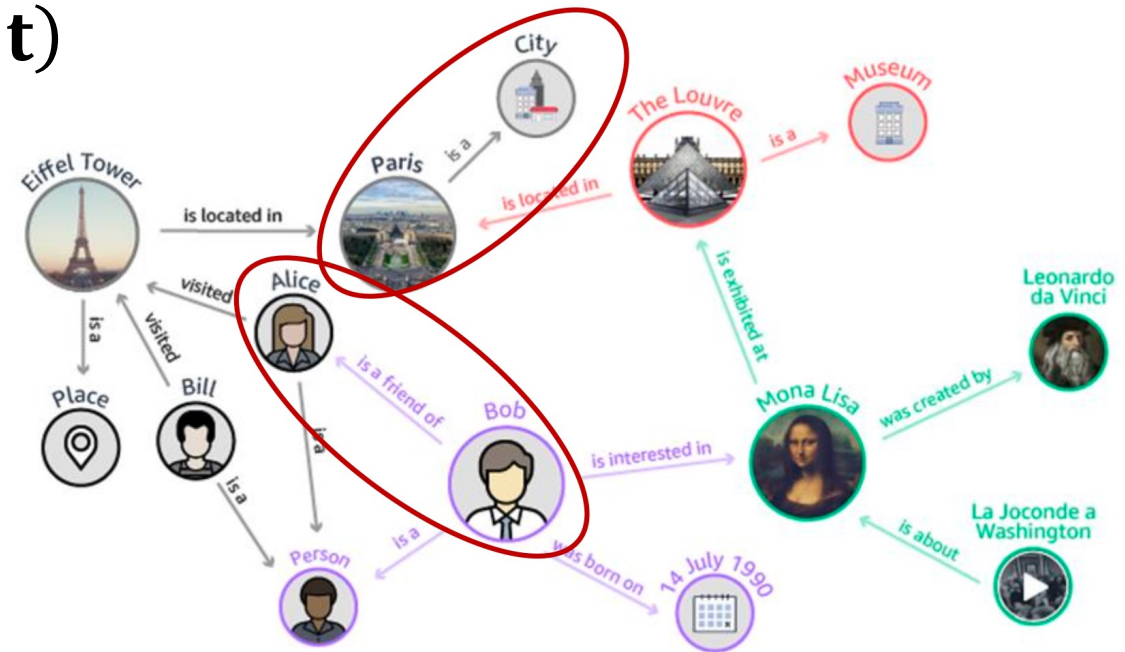 t)
City
is a
Paris
The Louvre
is a
Museum
is located in
Eiffel Tower
is located in
visited
Alice
is a
visited
is a friend of
is exhibited at
Leonardo
da Vinci
Place
Bill
is a
Bob
is interested in
Mona Lisa
was created by
is a
is a
Person
was born on
14 July 1990
is about
La Joconde a
Washington